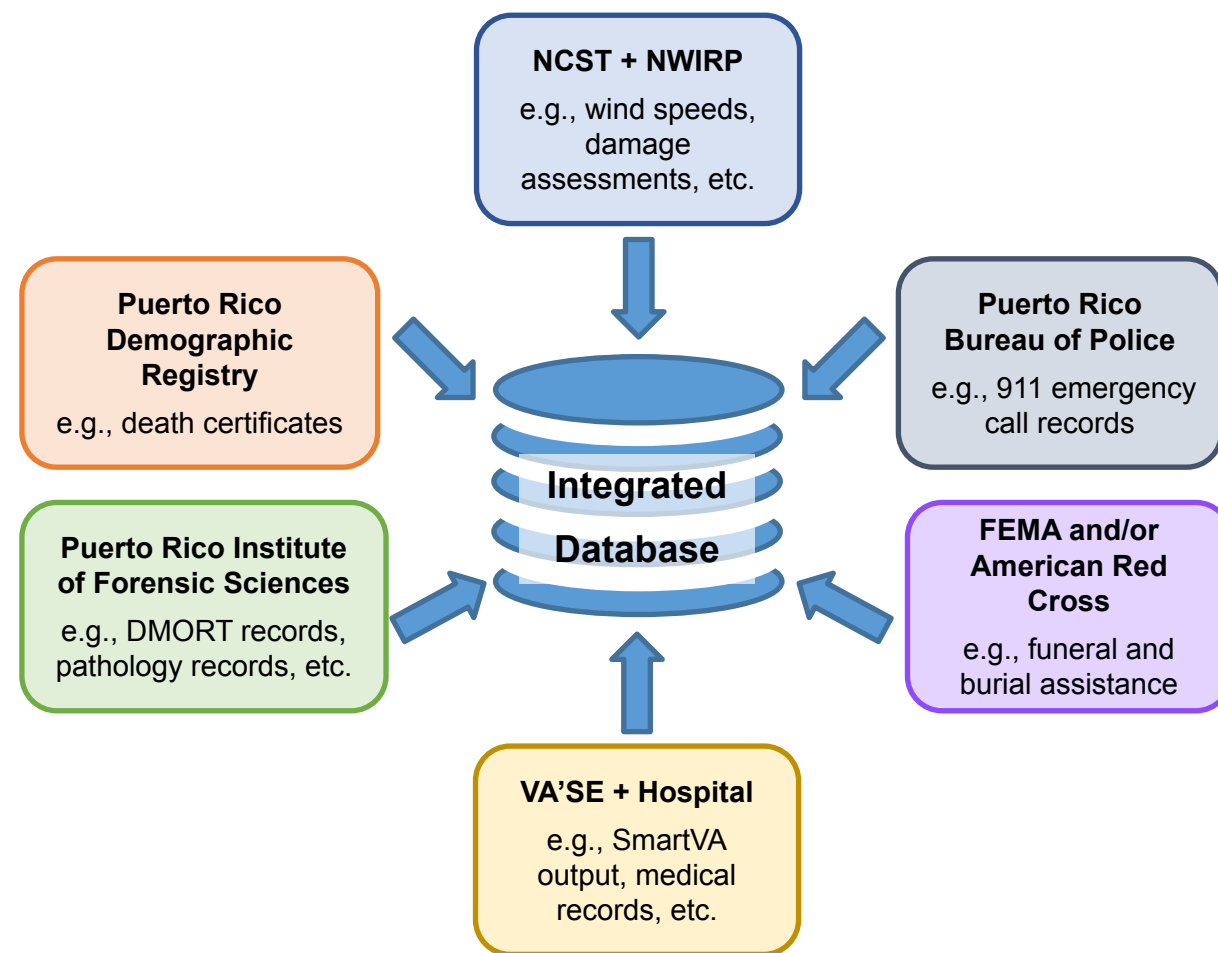 NCST + NWIRP
e.g., wind speeds,
damage
assessments, etc.
Puerto Rico
Demographic
Registry
e.g., death certificates
Puerto Rico
Bureau of Police
e.g., 911 emergency
call records
Integrated
Database
Puerto Rico Institute
of Forensic Sciences
e.g., DMORT records,
pathology records, etc.
FEMA and/or
American Red
Cross
e.g., funeral and
burial assistance
VA’SE + Hospital
e.g., SmartVA
output, medical
records, etc.